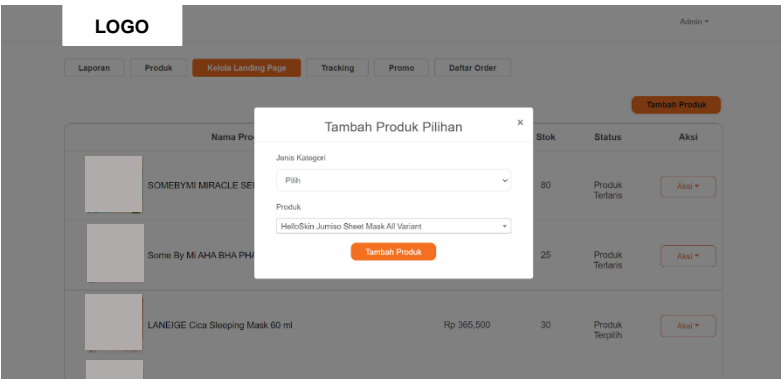 LOGO
Admin
Laporan Produk Kelola Landing Page Tracking Promo Daftar Order
Tambah Produk
Tambah Produk Pilihan ×
Nama Stok Status Aksi
Jenis Kategori
Pilih
SOMEBYMI MIRACLE 80 Produk Terlaris Aksi
Produk
HelloSkin Jumiso Sheet Mask All Variant
Tambah Produk
Some By Mi AHA BHA 25 Produk Terlaris Aksi
LANEIGE Cica Sleeping Mask 60 ml Rp 365,500 30 Produk Terpilih Aksi